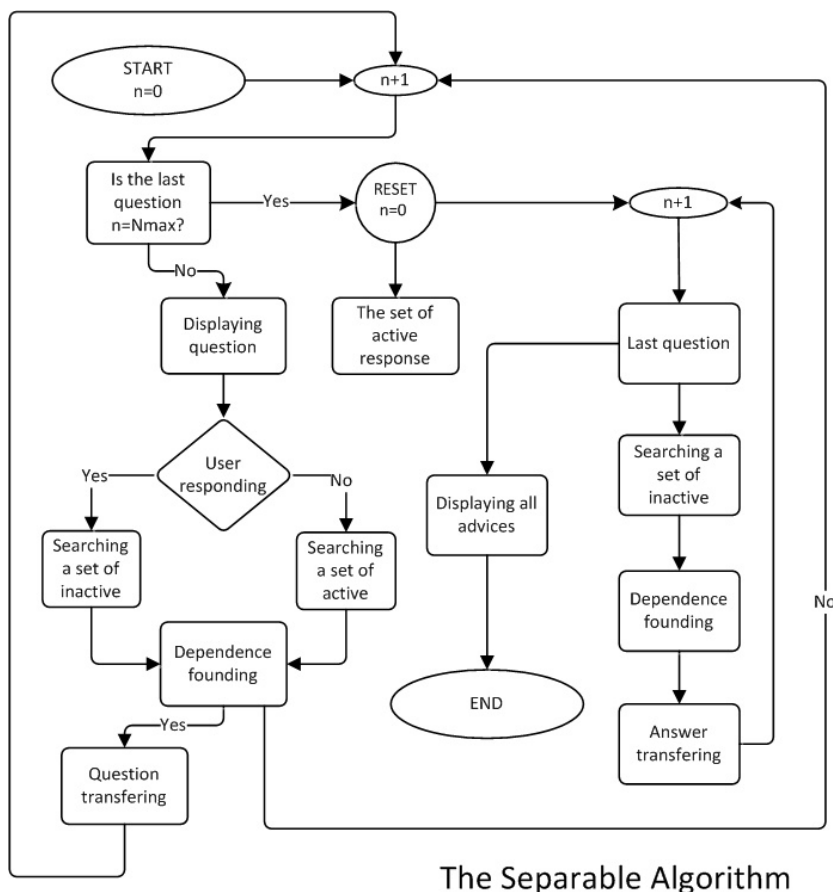 START
n=0
n+1
Is the last
question
n=Nmax?
Yes
RESET
n=0
n+1
No
Displaying
question
The set of
active
response
Last question
User
responding
Yes
No
Searching
a set of
inactive
Searching
a set of
active
Displaying all
advices
Searching a
set of
inactive
Dependence
founding
No
Dependence
founding
END
Yes
Question
transfering
Answer
transfering
The Separable Algorithm